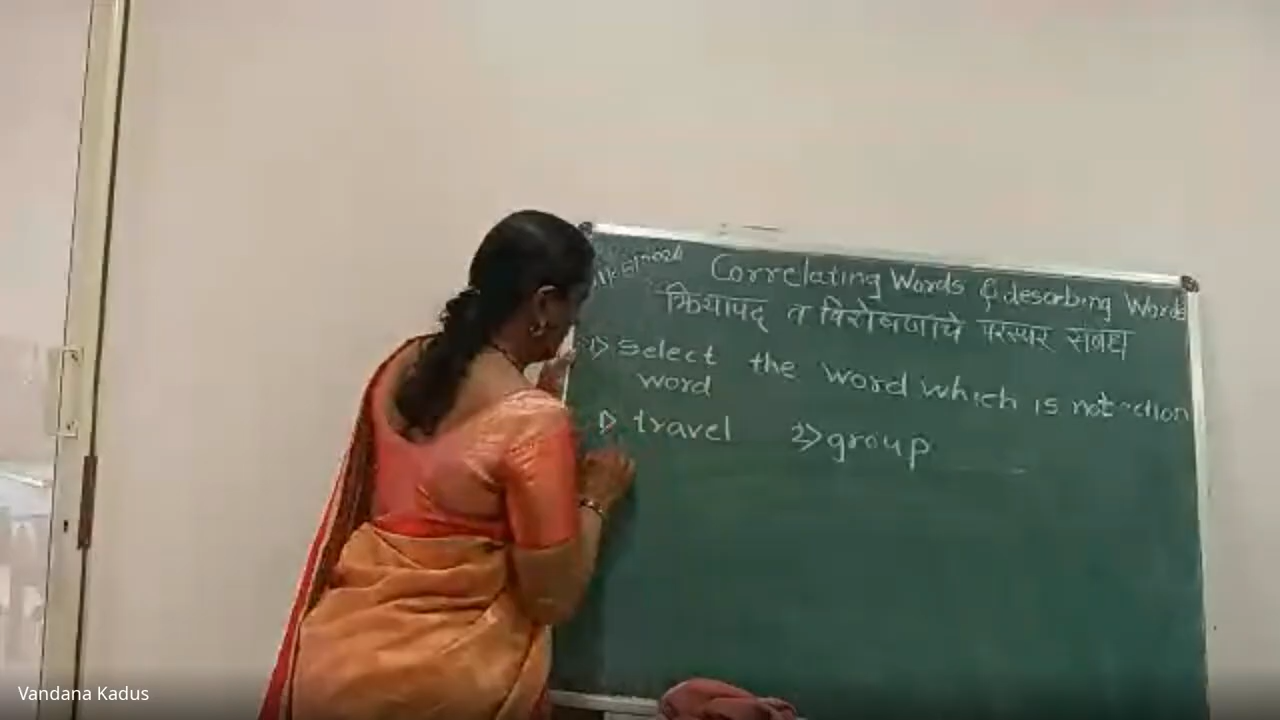 Correlating Words & describing Words
क्रियापद व विशेषणाचे परस्पर संबध
1> Select the word which is not action
word
1> travel 2> group
Vandana Kadus